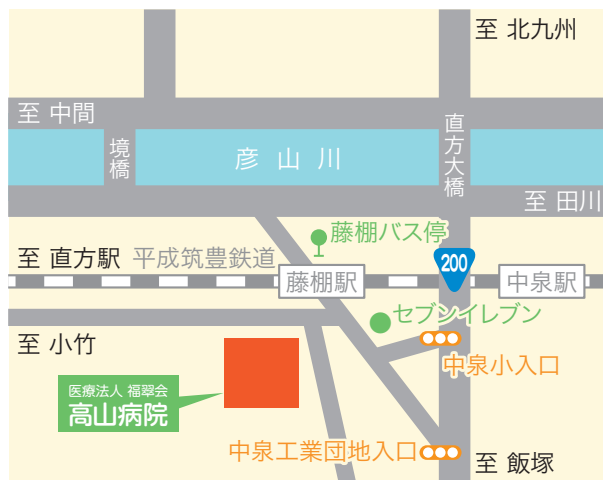 至 北九州
至 中間
境橋
彦山川
直方大橋
至 田川
藤棚バス停
至 直方駅
平成筑豊鉄道
200
藤棚駅
中泉駅
セブンイレブン
至 小竹
中泉小入口
医療法人 福翠会
高山病院
中泉工業団地入口
至 飯塚